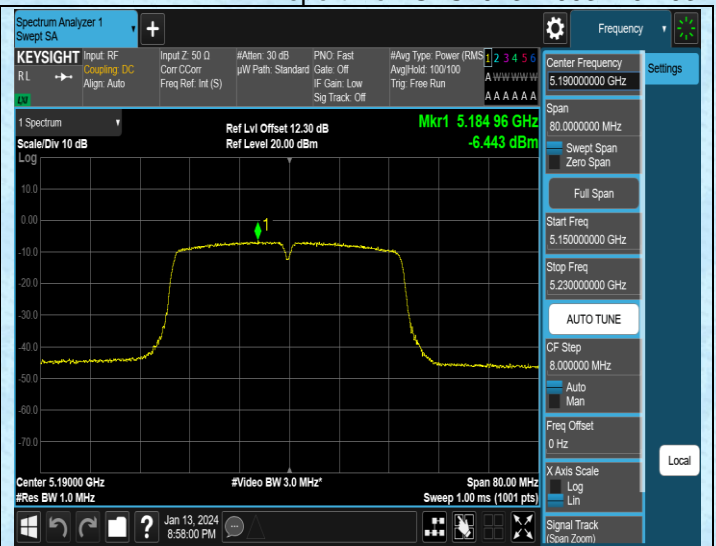 Spectrum Analyzer 1
Swept SA
+
Frequency
KEYSIGHT
RL
LXI
Input: RF
Coupling: DC
Align: Auto
Input Z: 50 Ω
Corr CCorr
Freq Ref: Int (S)
#Atten: 30 dB
µW Path: Standard
PNO: Fast
Gate: Off
IF Gain: Low
Sig Track: Off
#Avg Type: Power (RMS
Avg|Hold: 100/100
Trig: Free Run
1 2 3 4 5 6
A W W W W W
A A A A A A
1 Spectrum
Scale/Div 10 dB
Log
Ref Lvl Offset 12.30 dB
Ref Level 20.00 dBm
Mkr1 5.184 96 GHz
-6.443 dBm
10.0
0.00
-10.0
-20.0
-30.0
-40.0
-50.0
-60.0
-70.0
1
Center 5.19000 GHz
#Res BW 1.0 MHz
#Video BW 3.0 MHz*
Span 80.00 MHz
Sweep 1.00 ms (1001 pts)
Jan 13, 2024
8:58:00 PM
?
Center Frequency
5.190000000 GHz
Settings
Span
80.0000000 MHz
Swept Span
Zero Span
Full Span
Start Freq
5.150000000 GHz
Stop Freq
5.230000000 GHz
AUTO TUNE
CF Step
8.000000 MHz
Auto
Man
Freq Offset
0 Hz
X Axis Scale
Log
Lin
Local
Signal Track
(Span Zoom)